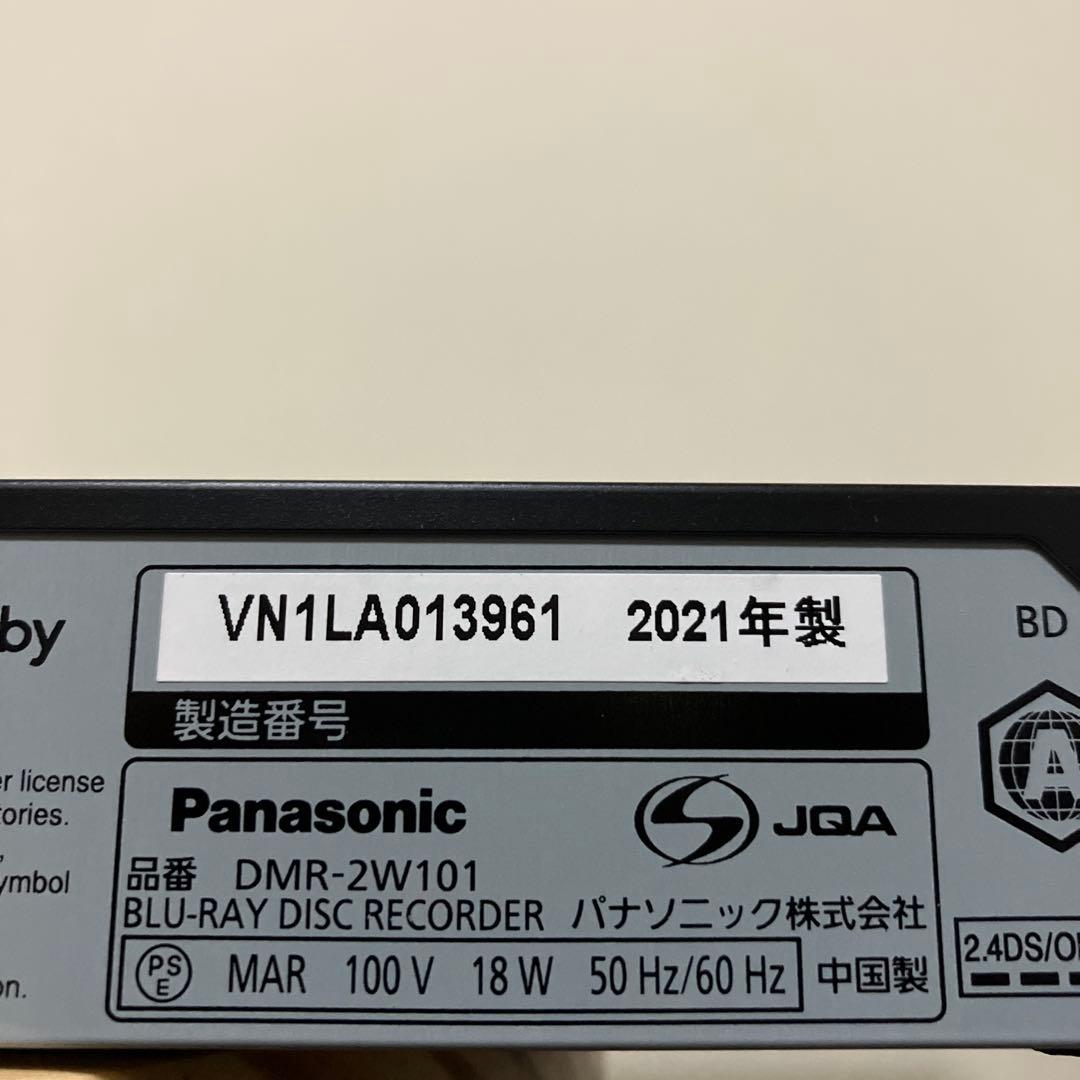 VN1LA013961 2021年製
製造番号
by
er license
tories.
ymbol
on.
Panasonic
JQA
品番 DMR-2W101
BLU-RAY DISC RECORDER パナソニック株式会社
PSE MAR 100 V 18 W 50 Hz/60 Hz 中国製
BD
A
2.4DS/O